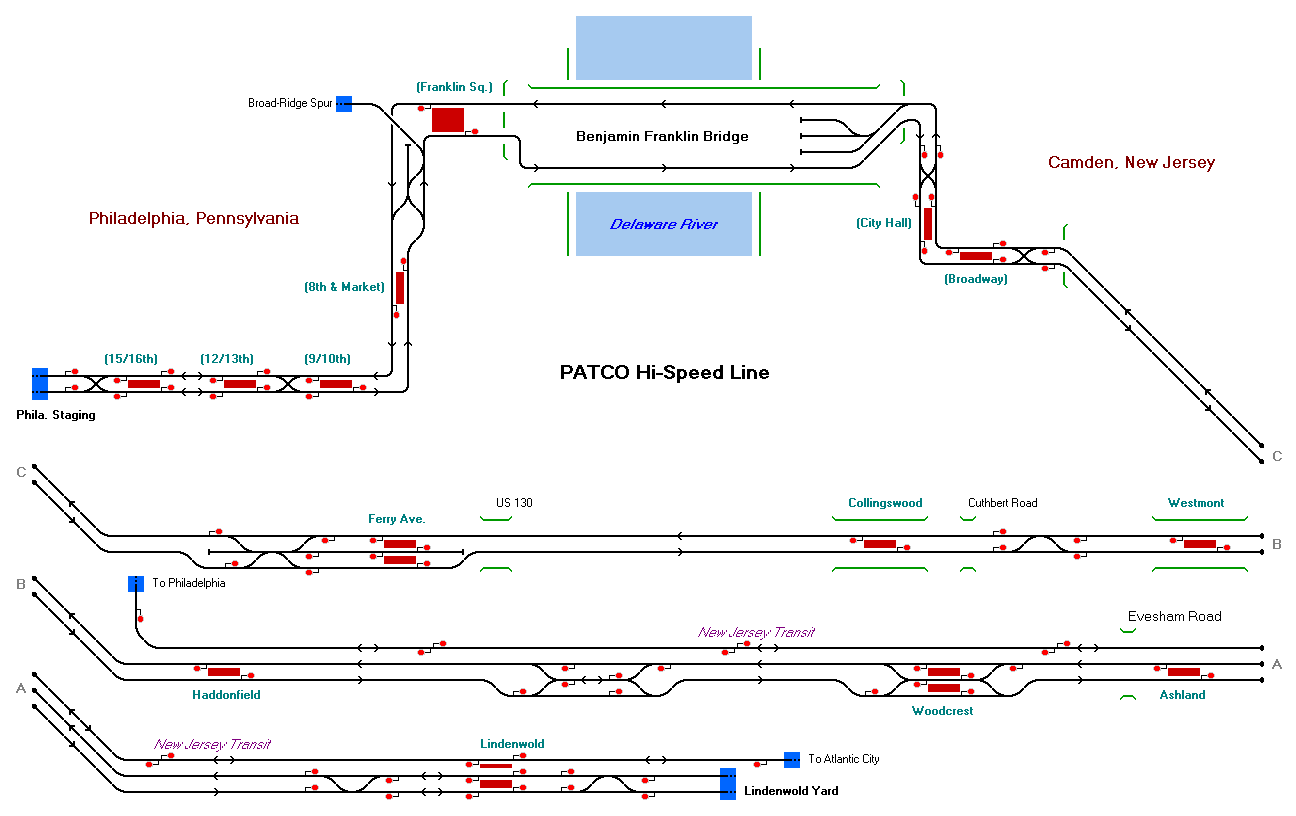 (Franklin Sq.)
Broad-Ridge Spur
Benjamin Franklin Bridge
Camden, New Jersey
Philadelphia, Pennsylvania
Delaware River
(City Hall)
(8th & Market)
(Broadway)
(15/16th)
(12/13th)
(9/10th)
PATCO Hi-Speed Line
Phila. Staging
C
C
US 130
Collingswood
Cuthbert Road
Westmont
Ferry Ave.
B
B
To Philadelphia
Evesham Road
New Jersey Transit
A
A
Haddonfield
Woodcrest
Ashland
New Jersey Transit
Lindenwold
To Atlantic City
Lindenwold Yard